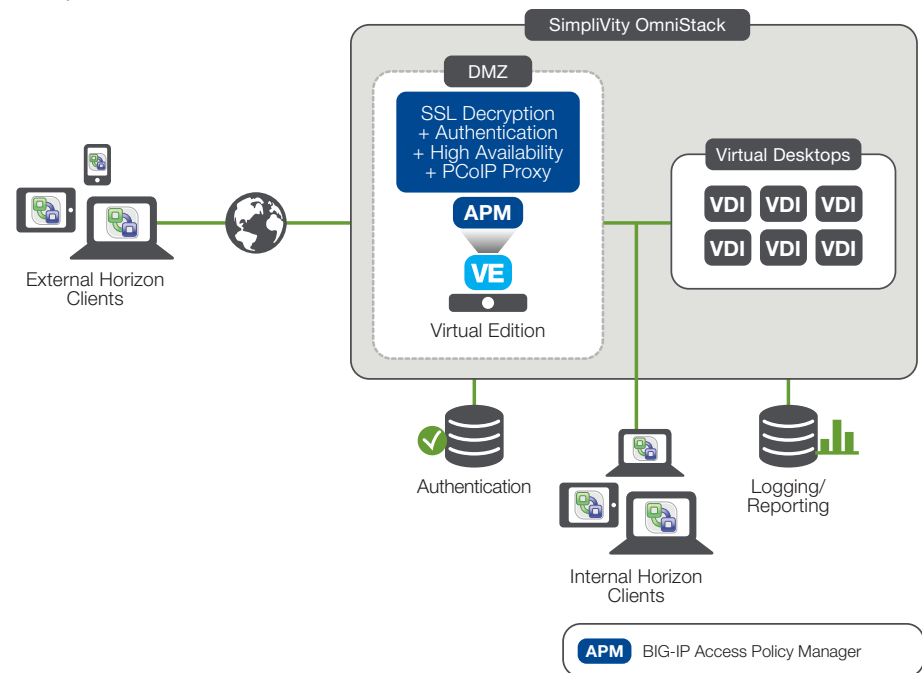 SimpliVity OmniStack
DMZ
SSL Decryption
+ Authentication
+ High Availability
+ PCoIP Proxy
APM
VE
Virtual Edition
Virtual Desktops
VDI VDI VDI
VDI VDI VDI
External Horizon
Clients
Authentication
Internal Horizon
Clients
Logging/
Reporting
APM BIG-IP Access Policy Manager